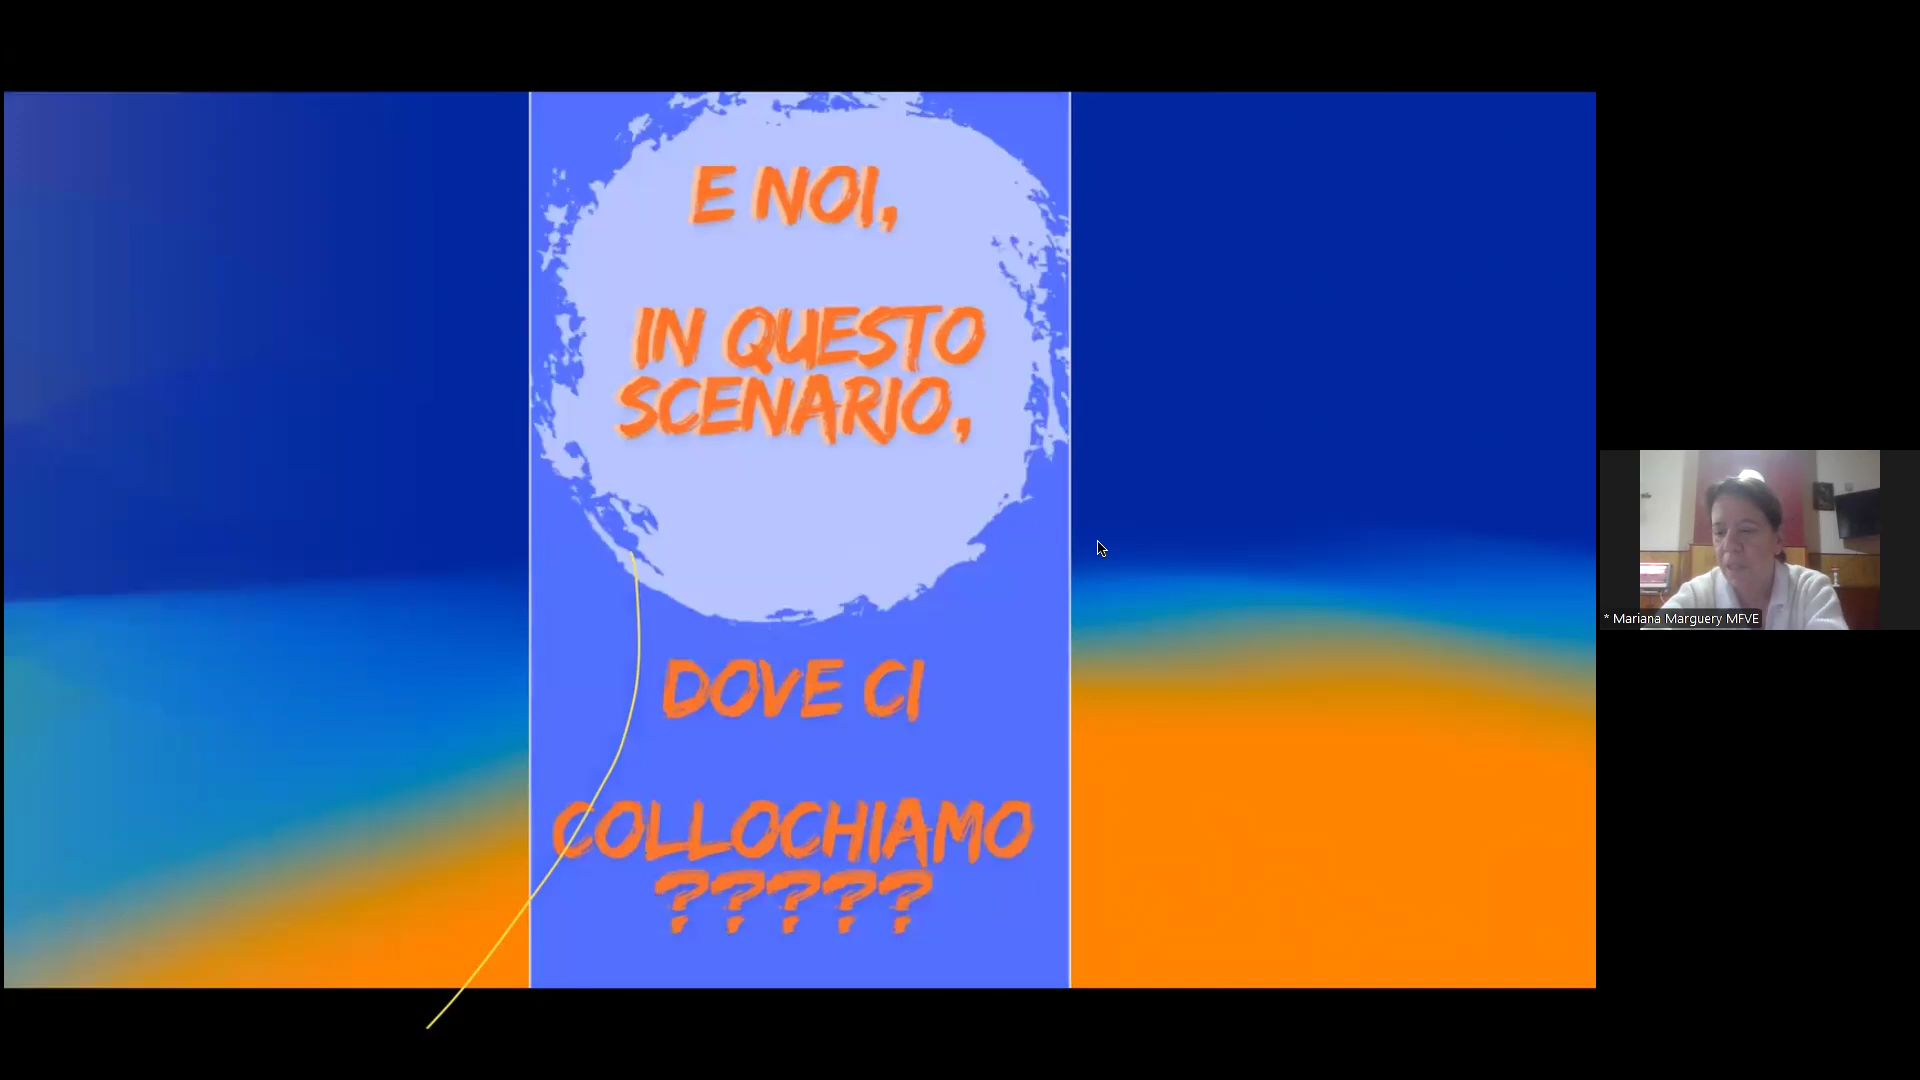 E NOI,
IN QUESTO
SCENARIO,
DOVE CI
COLLOCHIAMO
?????
* Mariana Marguery MFVE